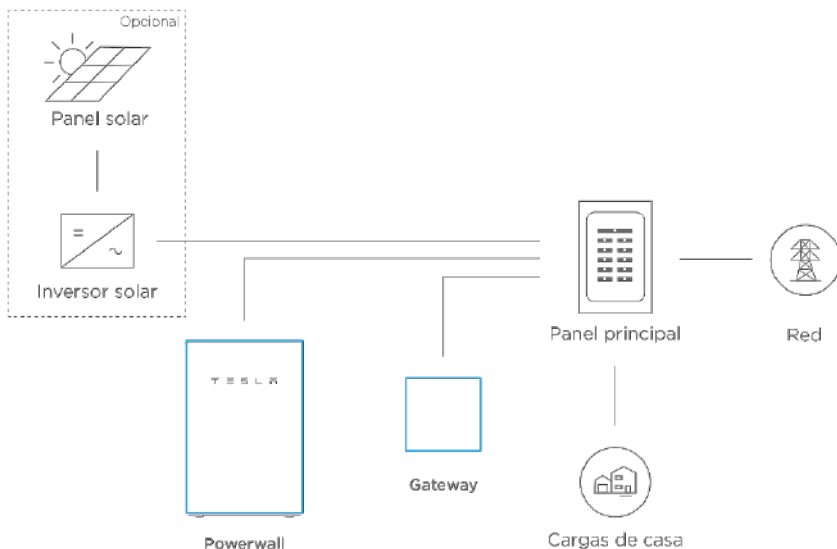 Opcional
Panel solar
Inversor solar
TESLA
Panel principal
Red
Gateway
Powerwall
Cargas de casa